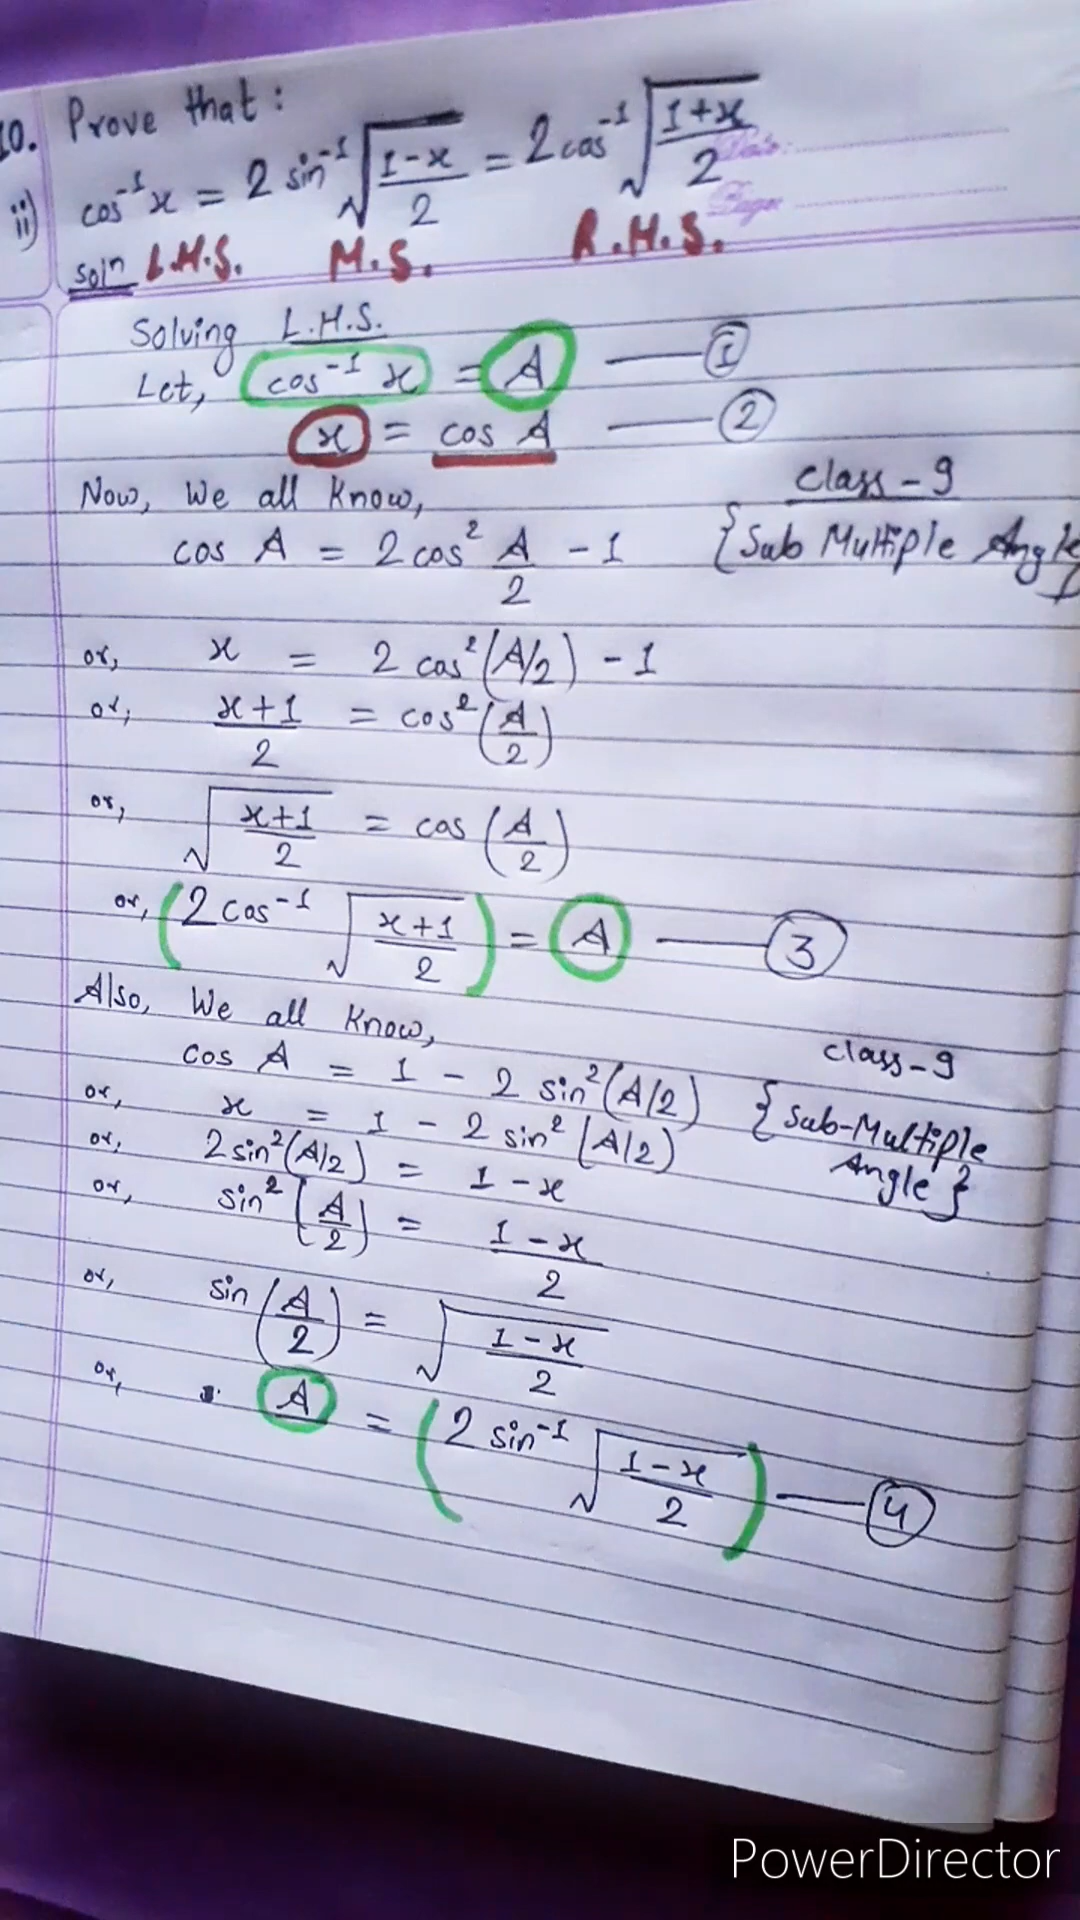 10. Prove that :
ii) cos⁻¹x = 2 sin⁻¹ √((1-x)/2) = 2 cos⁻¹ √((1+x)/2)
Date:
Page:
Solⁿ L.H.S. M.S. R.H.S.
Solving L.H.S.
Let, cos⁻¹ x = A —— ①
x = cos A —— ②
Now, We all Know, class - 9
cos A = 2 cos² A/2 - 1 {Sub Multiple Angle
or, x = 2 cos² (A/2) - 1
or, (x+1)/2 = cos² (A/2)
or, √((x+1)/2) = cos (A/2)
or, (2 cos⁻¹ √((x+1)/2)) = A —— ③
Also, We all Know, class-9
cos A = 1 - 2 sin² (A/2) {Sub-Multiple
or, x = 1 - 2 sin² (A/2) Angle}
or, 2 sin² (A/2) = 1 - x
or, sin² (A/2) = (1-x)/2
or, sin (A/2) = √((1-x)/2)
or, A = (2 sin⁻¹ √((1-x)/2)) —— ④
PowerDirector